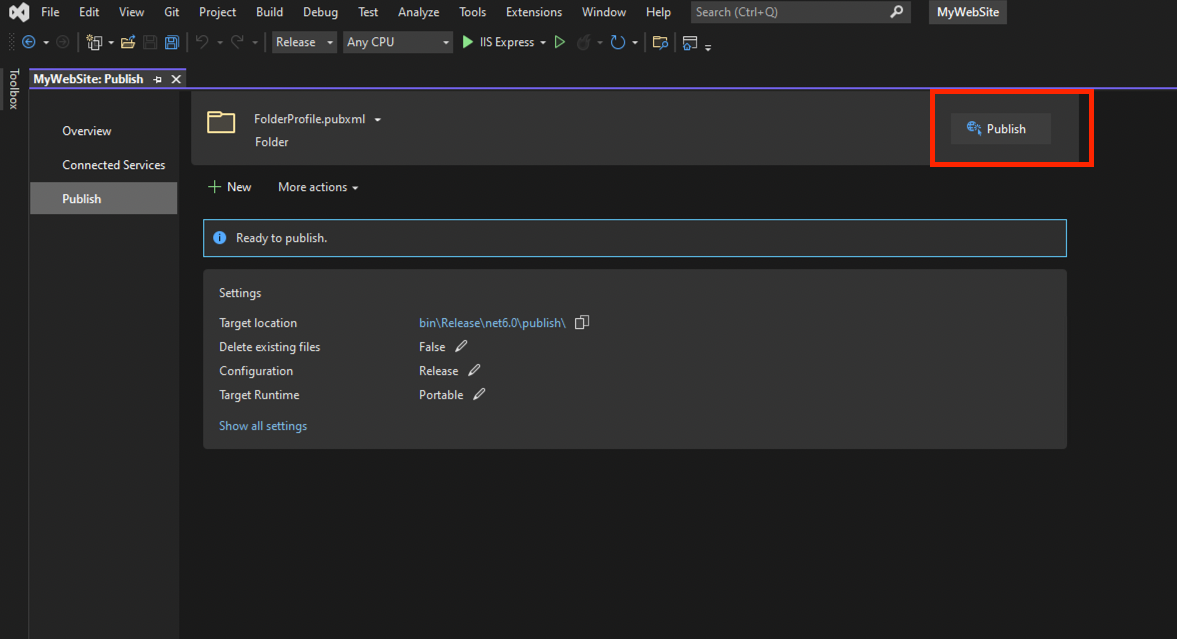 File Edit View Git Project Build Debug Test Analyze Tools Extensions Window Help Search (Ctrl+Q) MyWebSite
Release Any CPU IIS Express
Toolbox
MyWebSite: Publish
Overview
Connected Services
Publish
FolderProfile.pubxml
Folder
Publish
New More actions
Ready to publish.
Settings
Target location bin\Release\net6.0\publish\
Delete existing files False
Configuration Release
Target Runtime Portable
Show all settings